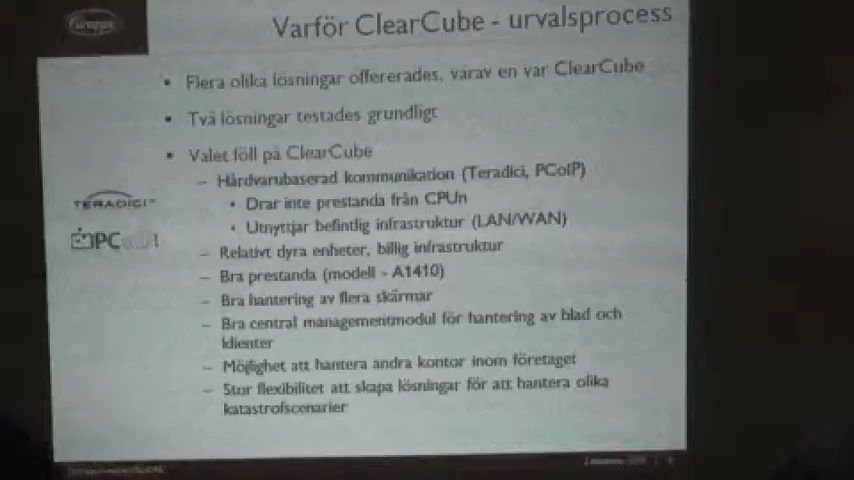 Varför ClearCube - urvalsprocess
• Flera olika lösningar offererades, varav en var ClearCube
• Två lösningar testades grundligt
• Valet föll på ClearCube
– Hårdvarubaserad kommunikation (Teradici, PCoIP)
• Drar inte prestanda från CPUn
• Utnyttjar befintlig infrastruktur (LAN/WAN)
TERADICI
PC
– Relativt dyra enheter, billig infrastruktur
– Bra prestanda (modell - A1410)
– Bra hantering av flera skärmar
– Bra central managementmodul för hantering av blad och
klienter
– Möjlighet att hantera andra kontor inom företaget
– Stor flexibilitet att skapa lösningar för att hantera olika
katastrofscenarier